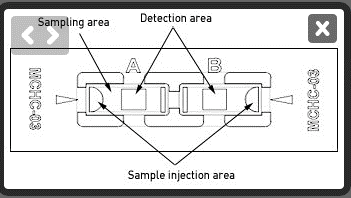 Sampling area
Detection area
A
B
MCHC-03
MCHC-03
Sample injection area